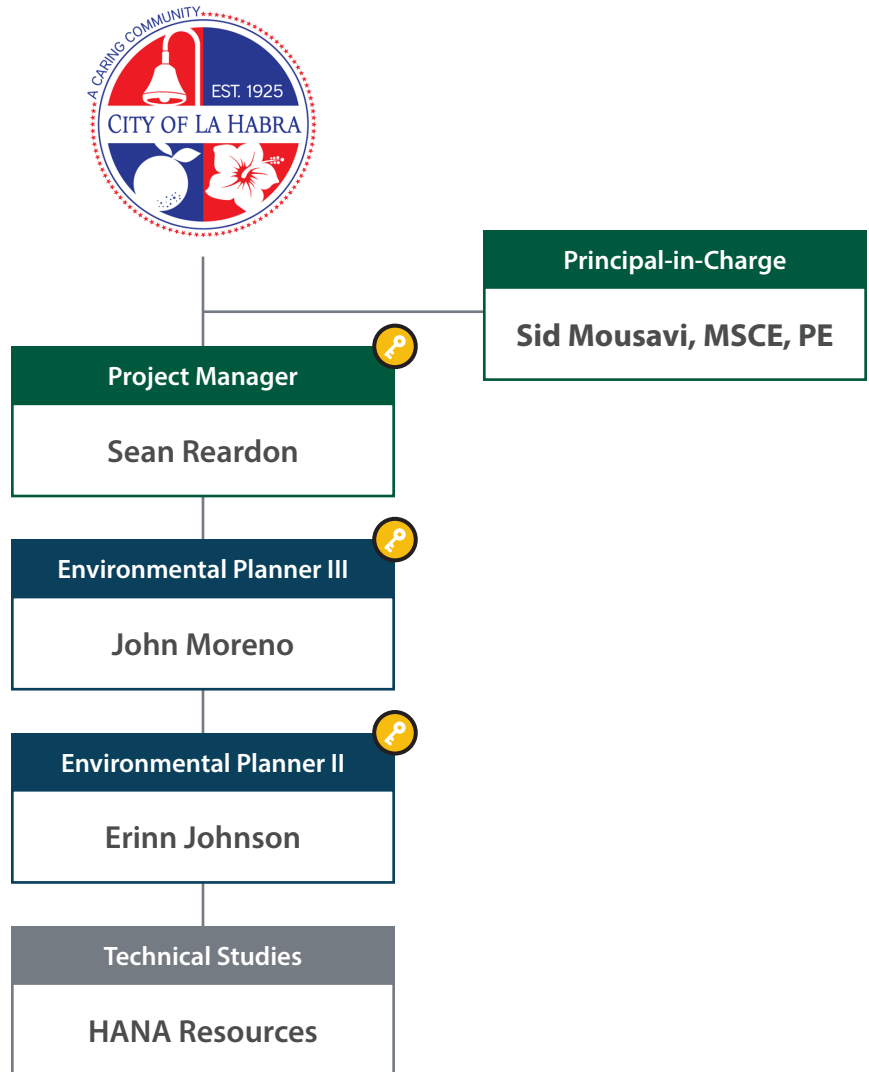 A CARING COMMUNITY
EST. 1925
CITY OF LA HABRA
Principal-in-Charge
Sid Mousavi, MSCE, PE
Project Manager
Sean Reardon
Environmental Planner III
John Moreno
Environmental Planner II
Erinn Johnson
Technical Studies
HANA Resources